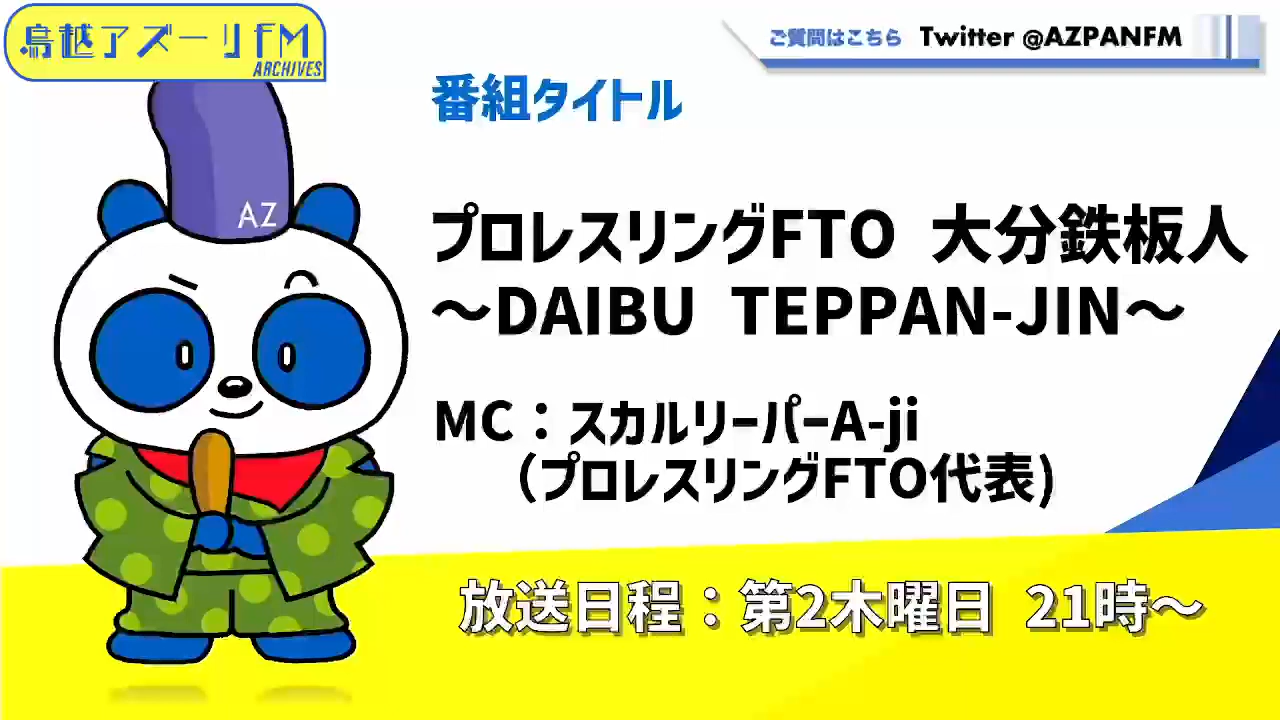 鳥越アズーリFM
ARCHIVES
ご質問はこちら Twitter @AZPANFM
番組タイトル
プロレスリングFTO 大分鉄板人
～DAIBU TEPPAN-JIN～
MC：スカルリーパーA-ji
（プロレスリングFTO代表)
AZ
放送日程：第2木曜日 21時～